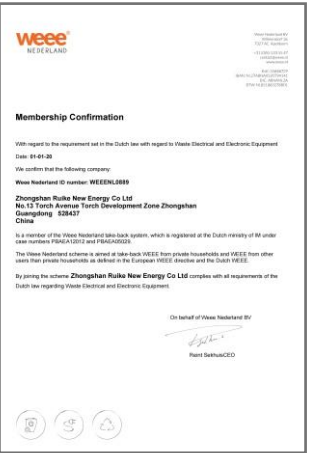 weee
NEDERLAND
Weee Nederland BV
Membership Confirmation
With regard to the requirement set in the Dutch law with regard to Waste Electrical and Electronic Equipment
Date: 01-01-20
We confirm that the following company:
Weee Nederland ID number: WEEENL0889
Zhongshan Ruike New Energy Co Ltd
No.13 Torch Avenue Torch Development Zone Zhongshan
Guangdong 528437
China
Is a member of the Weee Nederland take-back system, which is registered at the Dutch ministry of IM under
case numbers PBAEA12012 and PBAEA05029.
The Weee Nederland scheme is aimed at take-back WEEE from private households and WEEE from other
users than private households as defined in the European WEEE directive and the Dutch WEEE.
By joining the scheme Zhongshan Ruike New Energy Co Ltd complies with all requirements of the
Dutch law regarding Waste Electrical and Electronic Equipment.
On behalf of Weee Nederland BV
CEO